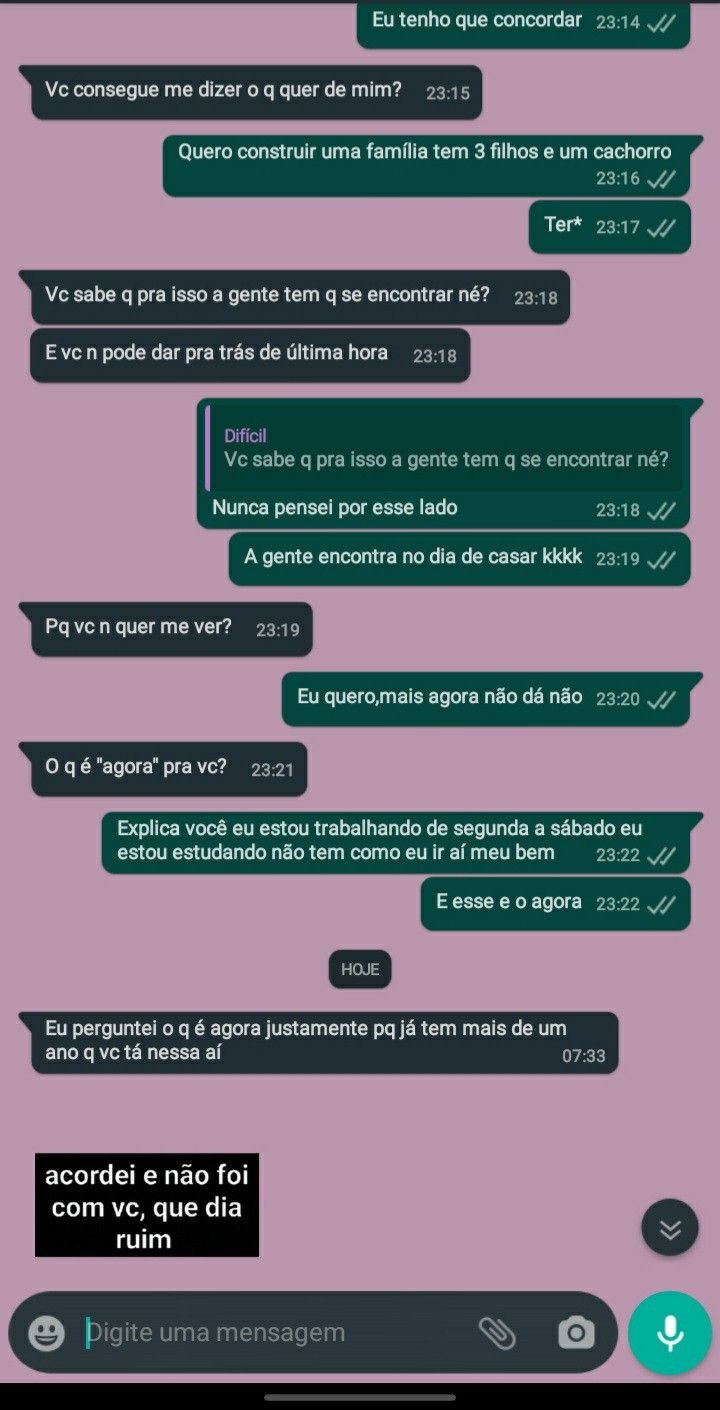 Eu tenho que concordar 23:14
Vc consegue me dizer o q quer de mim? 23:15
Quero construir uma família tem 3 filhos e um cachorro
23:16
Ter* 23:17
Vc sabe q pra isso a gente tem q se encontrar né? 23:18
E vc n pode dar pra trás de última hora 23:18
Difícil
Vc sabe q pra isso a gente tem q se encontrar né?
Nunca pensei por esse lado 23:18
A gente encontra no dia de casar kkkk 23:19
Pq vc n quer me ver? 23:19
Eu quero,mais agora não dá não 23:20
O q é "agora" pra vc? 23:21
Explica você eu estou trabalhando de segunda a sábado eu
estou estudando não tem como eu ir aí meu bem 23:22
E esse e o agora 23:22
HOJE
Eu perguntei o q é agora justamente pq já tem mais de um
ano q vc tá nessa aí 07:33
acordei e não foi
com vc, que dia
ruim
Digite uma mensagem